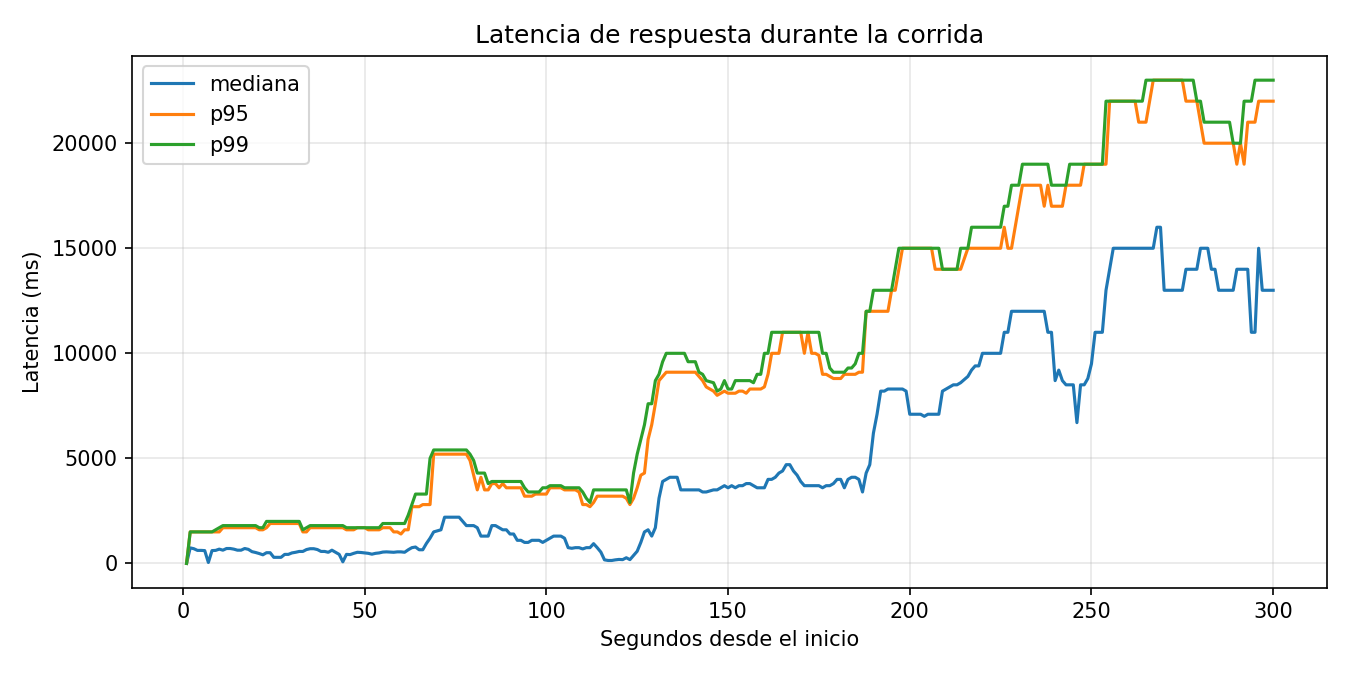 Latencia de respuesta durante la corrida
mediana
p95
p99
Latencia (ms)
20000
15000
10000
5000
0
0 50 100 150 200 250 300
Segundos desde el inicio